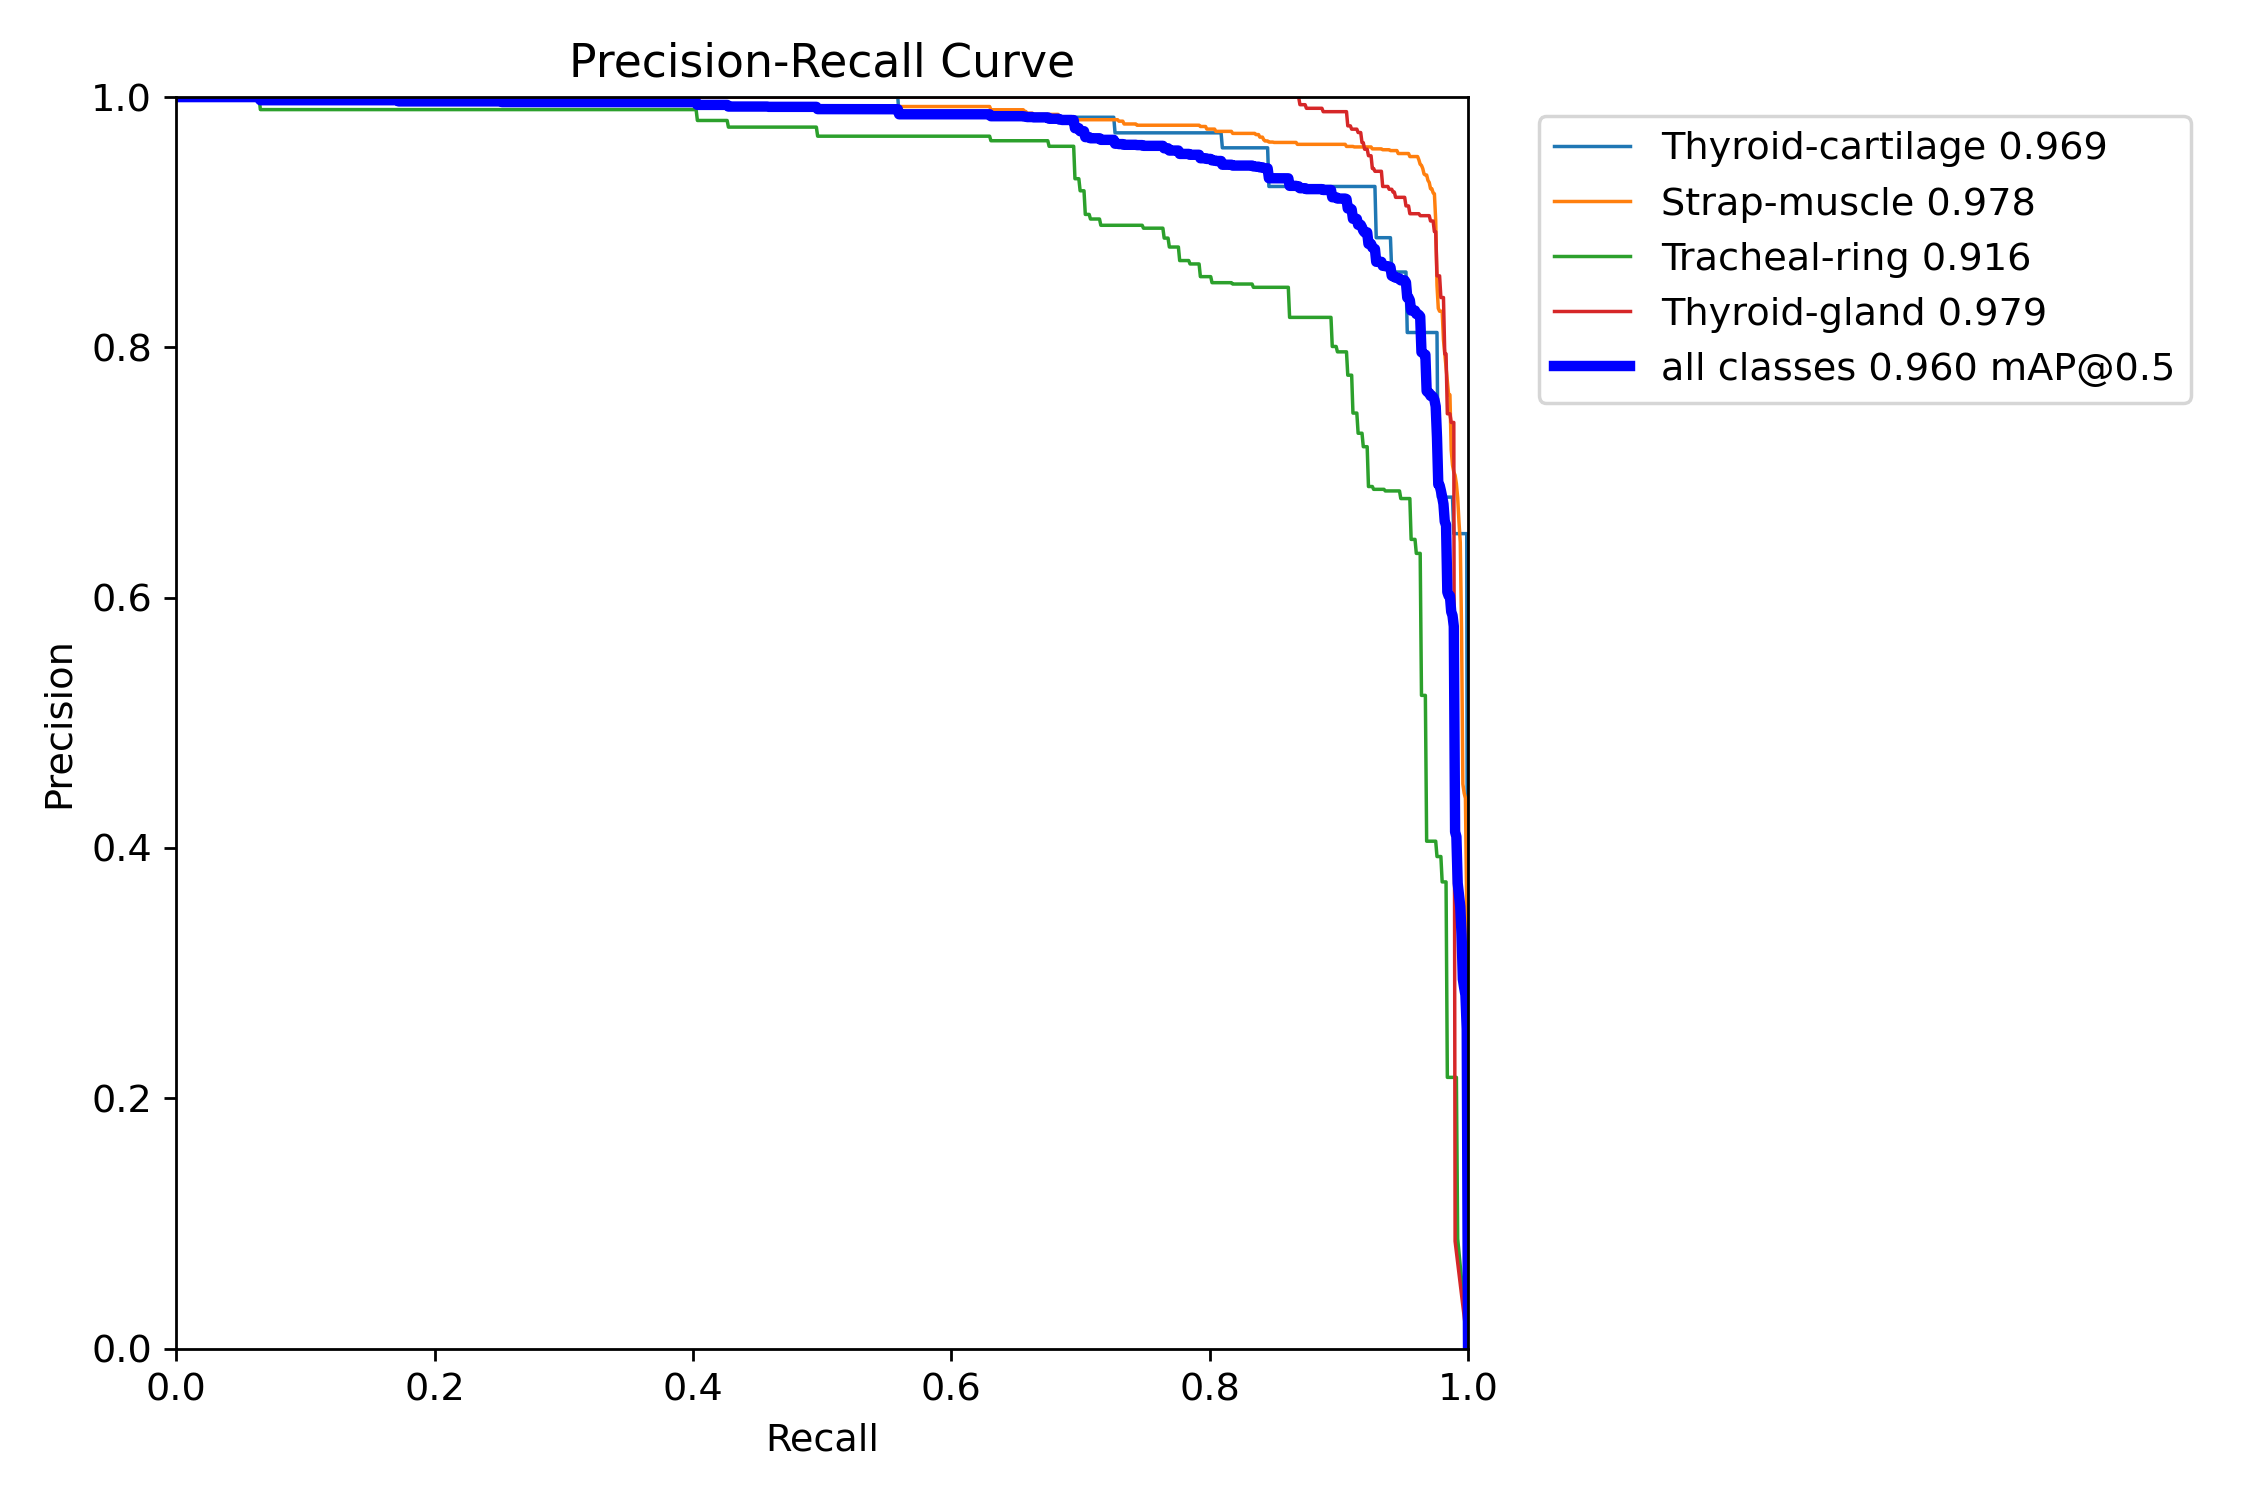 Precision-Recall Curve
1.0
0.8
0.6
0.4
0.2
0.0
Precision
0.0 0.2 0.4 0.6 0.8 1.0
Recall
Thyroid-cartilage 0.969
Strap-muscle 0.978
Tracheal-ring 0.916
Thyroid-gland 0.979
all classes 0.960 mAP@0.5